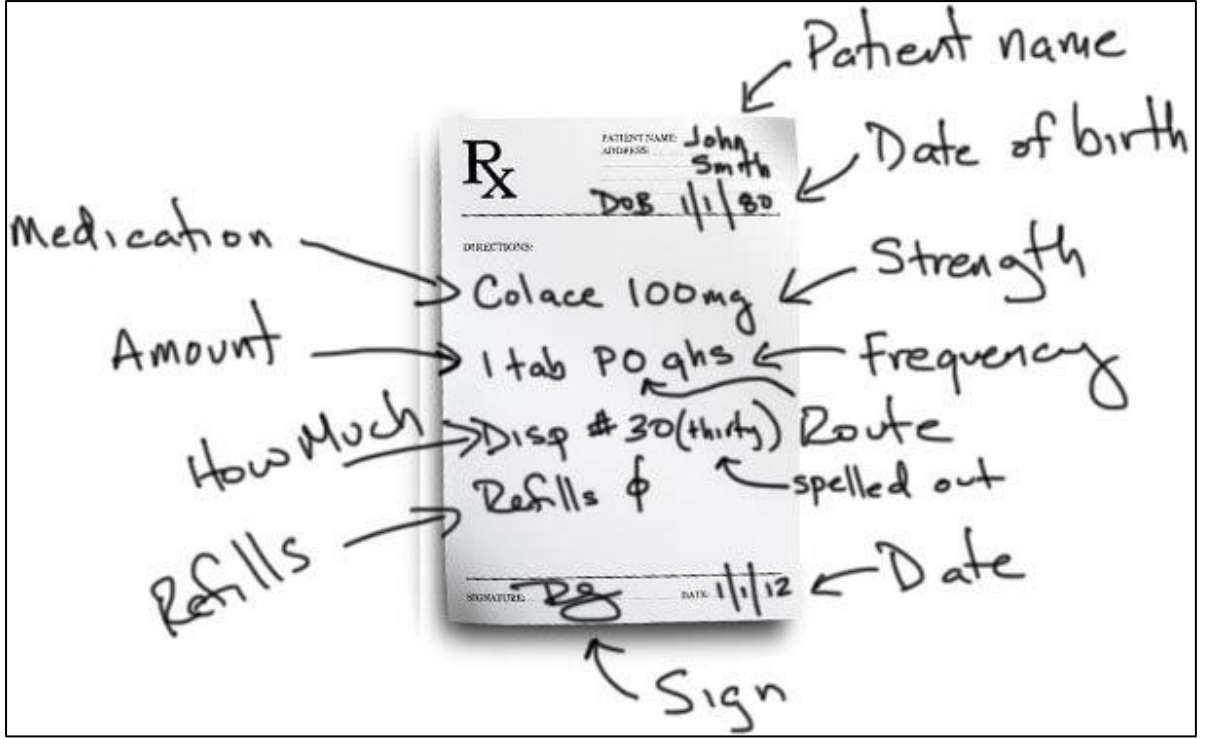 Patient name
Date of birth
Medication
Strength
Amount
Frequency
How Much
Route
spelled out
Refills
Date
Sign
Rx
PATIENT NAME: John
ADDRESS: Smith
DOB 1/1/80
DIRECTIONS:
Colace 100mg
1 tab PO qhs
Disp #30 (thirty)
Refills ϕ
SIGNATURE:
DATE: 1/1/12